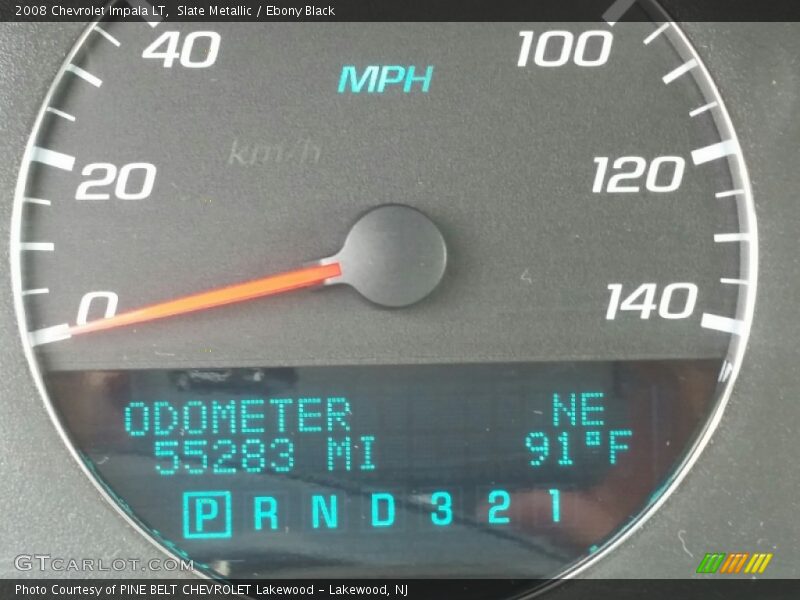 2008 Chevrolet Impala LT, Slate Metallic / Ebony Black
40 100
MPH
km/h
20 120
0 140
ODOMETER NE
55283 MI 91°F
P R N D 3 2 1
GTCARLOT.COM
Photo Courtesy of PINE BELT CHEVROLET Lakewood - Lakewood, NJ